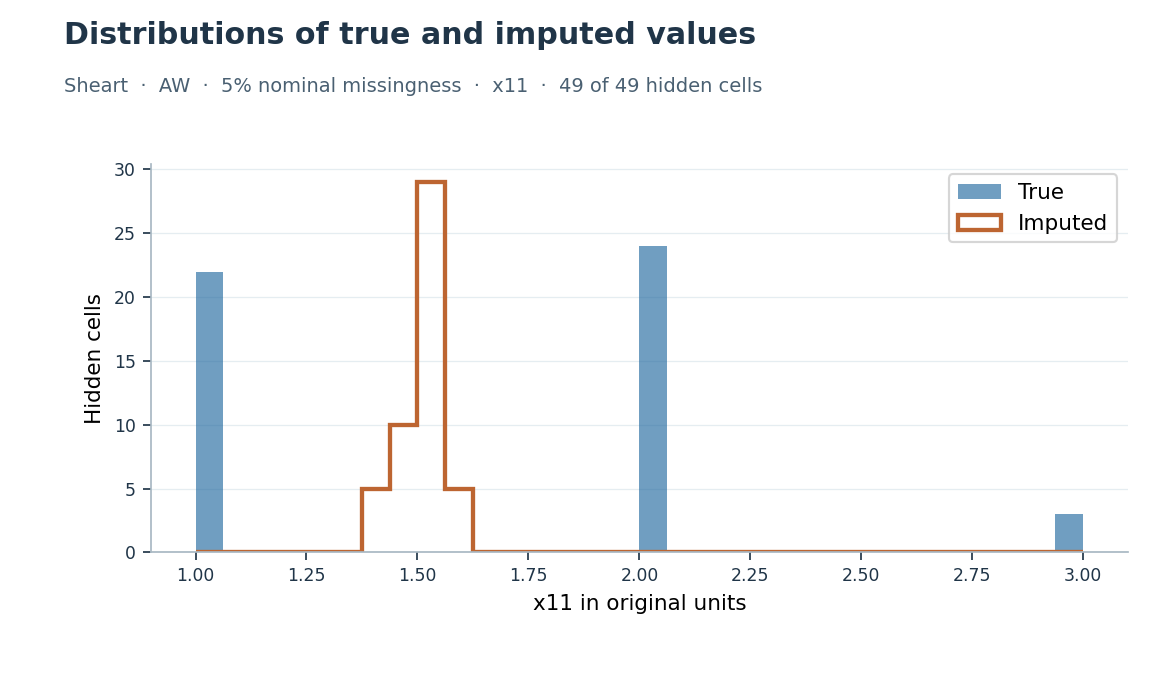 Distributions of true and imputed values
Sheart · AW · 5% nominal missingness · x11 · 49 of 49 hidden cells
30
25
20
15
10
5
0
Hidden cells
True
Imputed
1.00 1.25 1.50 1.75 2.00 2.25 2.50 2.75 3.00
x11 in original units